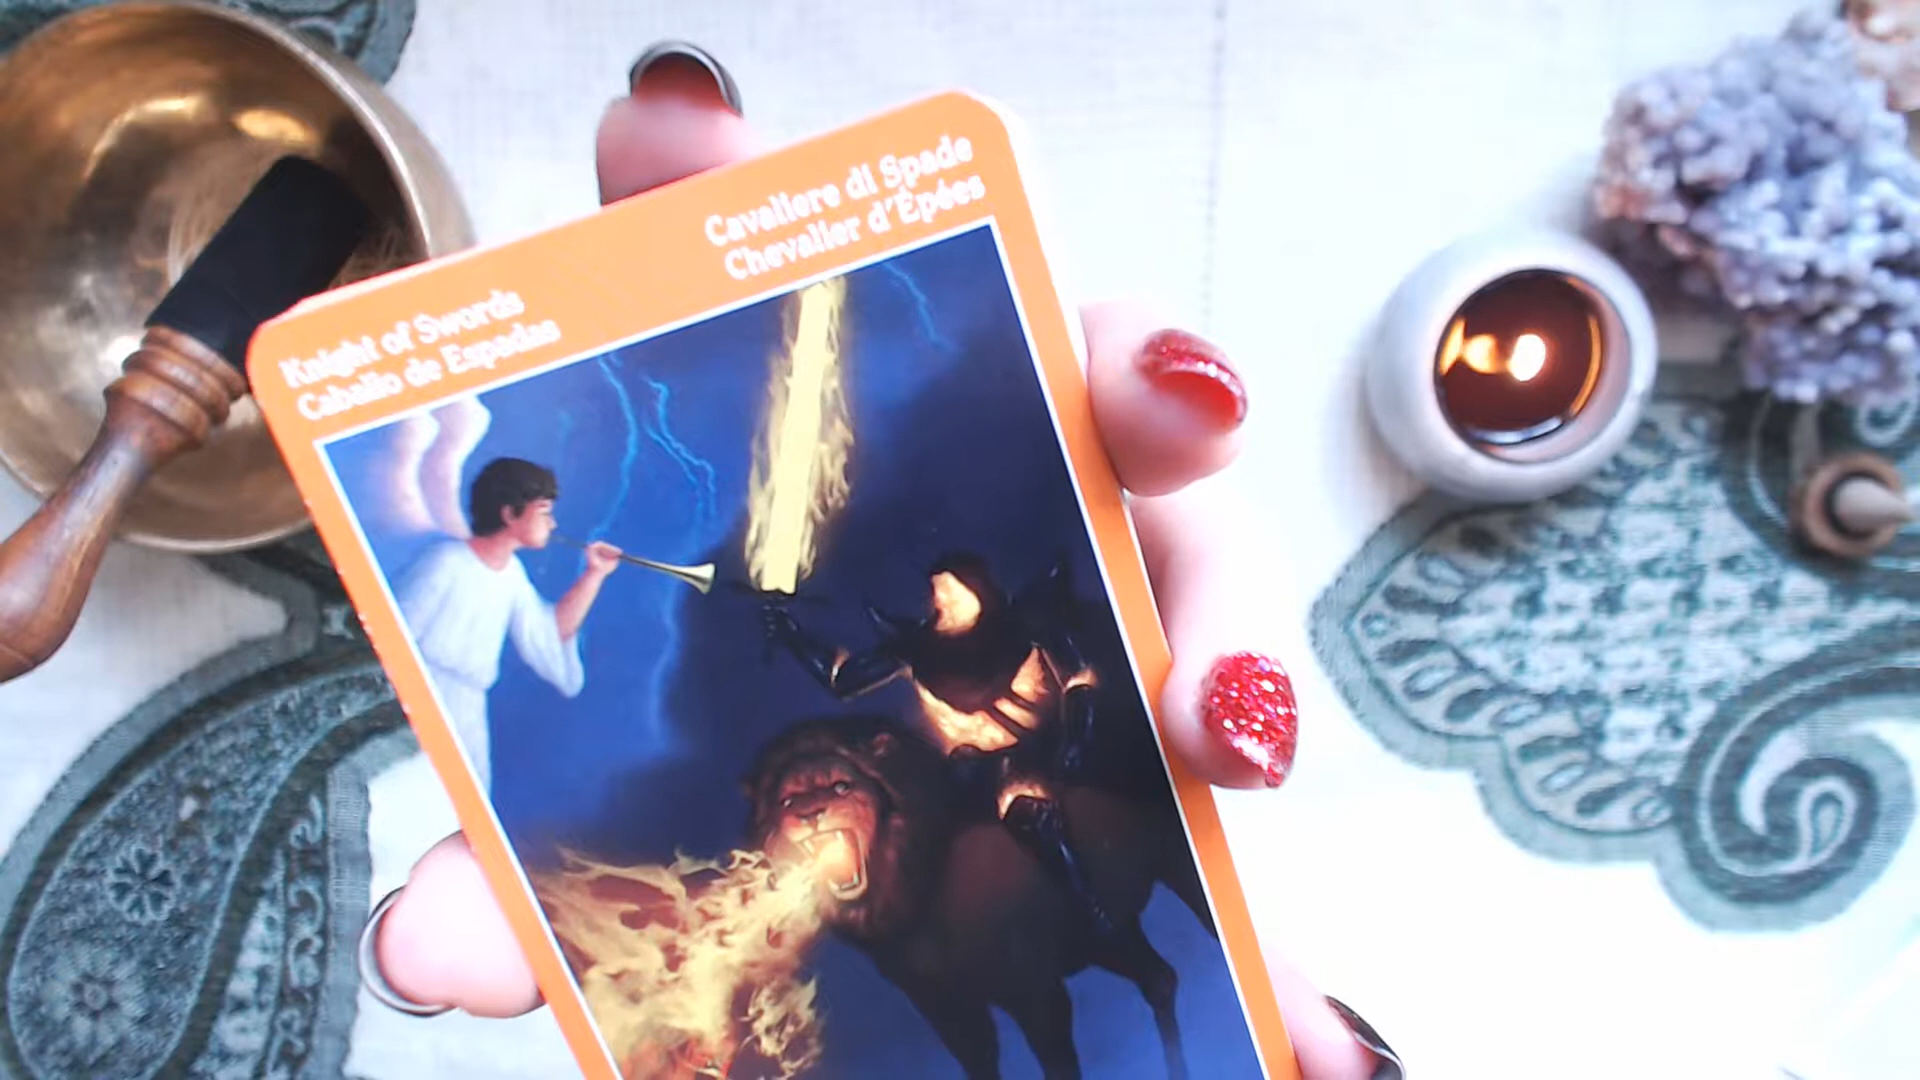 Knight of Swords
Caballo de Espadas
Cavaliere di Spade
Chevalier d'Épées